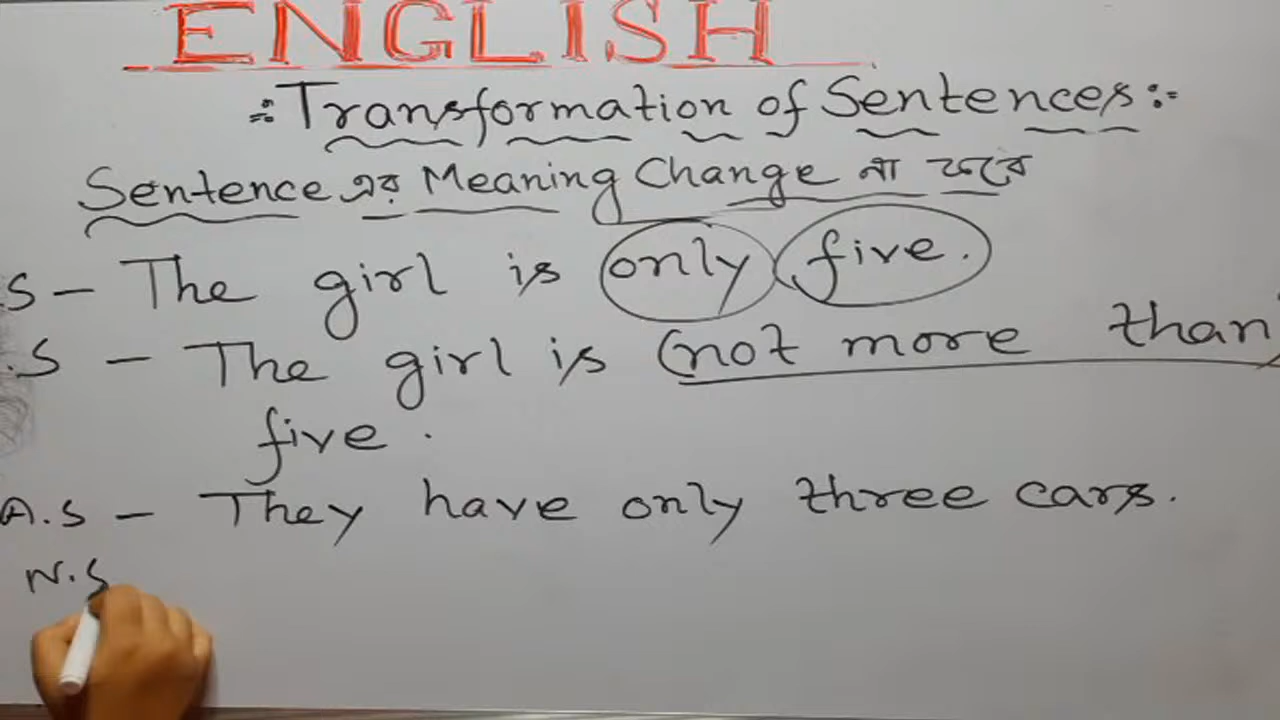 ENGLISH
:- Transformation of Sentences :-
Sentence এর Meaning Change না করে
.S - The girl is only five.
.S - The girl is (not more than)
five.
A.S - They have only three cars.
N.S